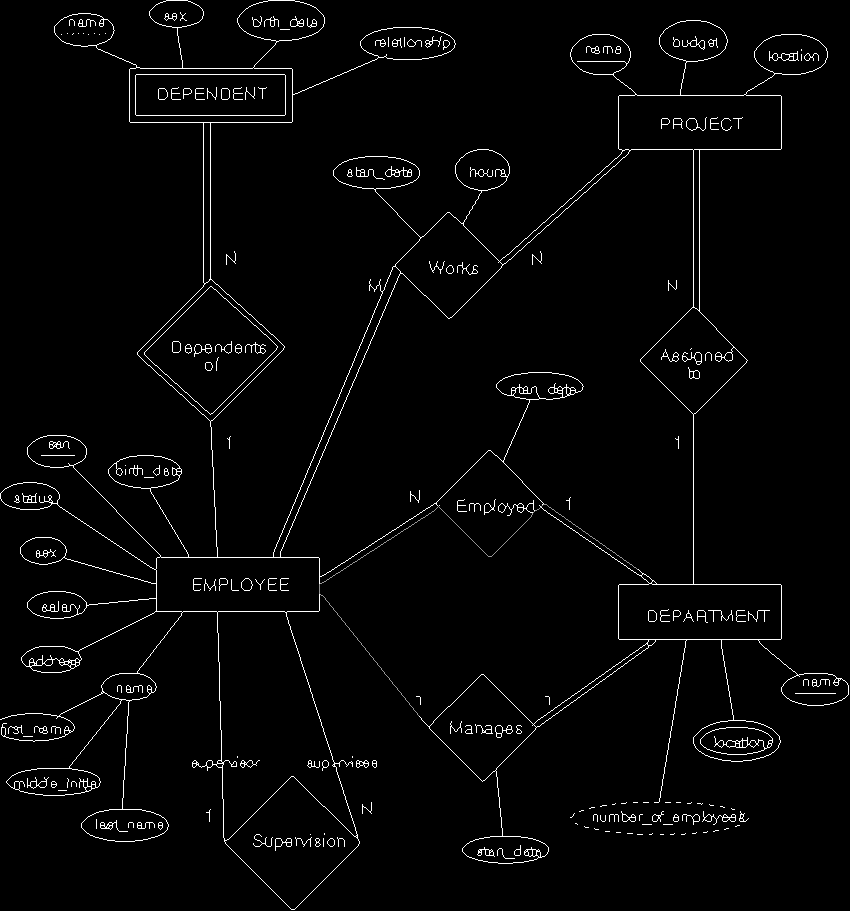 name
sex
birth_date
relationship
DEPENDENT
name
budget
location
PROJECT
start_date
hours
Works
N
N
M
N
Dependents
of
Assigned
to
1
1
start_date
N
Employed
1
ssn
birth_date
status
sex
salary
address
EMPLOYEE
DEPARTMENT
name
first_name
middle_initial
last_name
1
Manages
1
name
locations
number_of_employees
supervisor
supervisee
1
N
Supervision
start_date